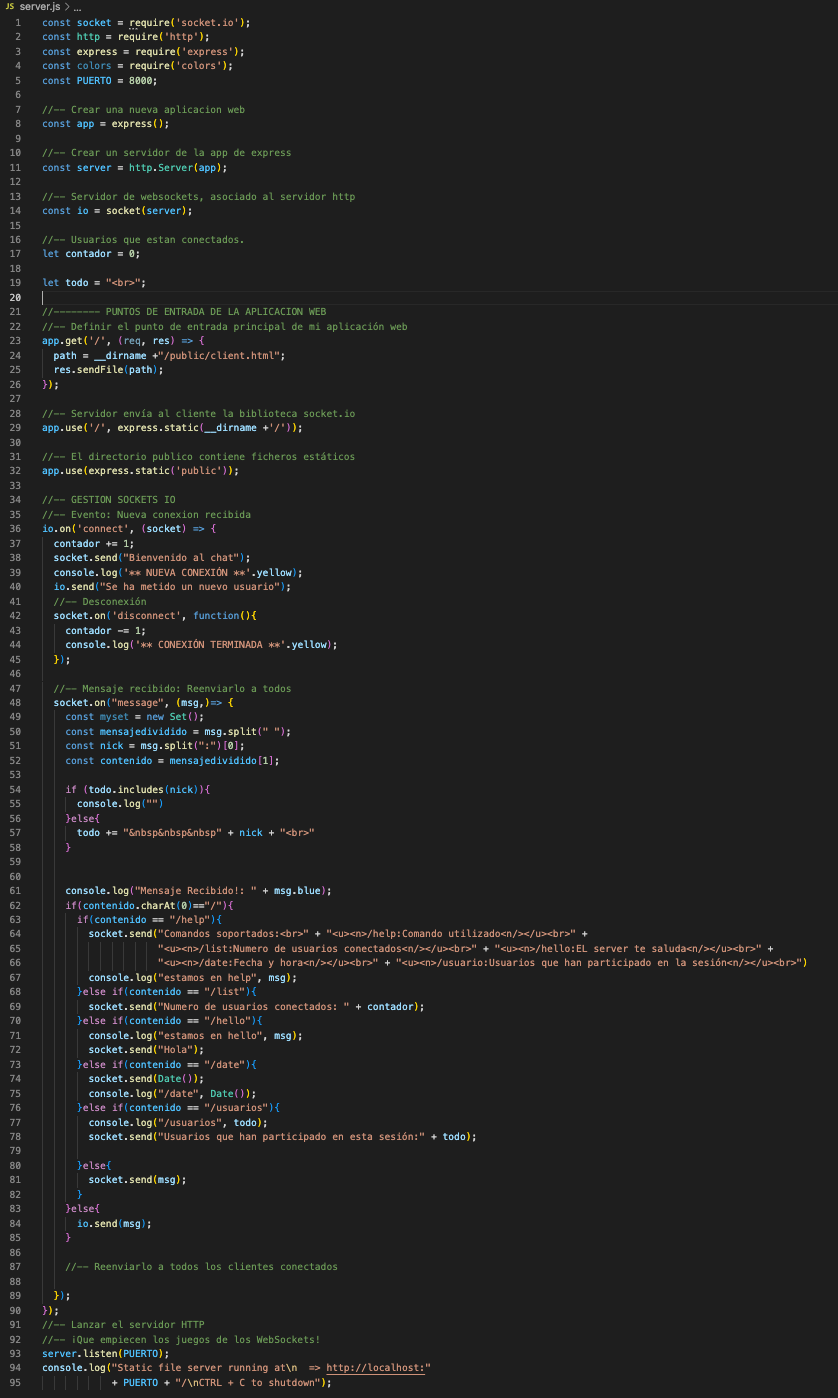 JS server.js > ...
1 const socket = require('socket.io');
2 const http = require('http');
3 const express = require('express');
4 const colors = require('colors');
5 const PUERTO = 8000;
6
7 //-- Crear una nueva aplicacion web
8 const app = express();
9
10 //-- Crear un servidor de la app de express
11 const server = http.Server(app);
12
13 //-- Servidor de websockets, asociado al servidor http
14 const io = socket(server);
15
16 //-- Usuarios que estan conectados.
17 let contador = 0;
18
19 let todo = "<br>";
20
21 //-------- PUNTOS DE ENTRADA DE LA APLICACION WEB
22 //-- Definir el punto de entrada principal de mi aplicación web
23 app.get('/', (req, res) => {
24   path = __dirname +"/public/client.html";
25   res.sendFile(path);
26 });
27
28 //-- Servidor envía al cliente la biblioteca socket.io
29 app.use('/', express.static(__dirname +'/'));
30
31 //-- El directorio publico contiene ficheros estáticos
32 app.use(express.static('public'));
33
34 //-- GESTION SOCKETS IO
35 //-- Evento: Nueva conexion recibida
36 io.on('connect', (socket) => {
37   contador += 1;
38   socket.send("Bienvenido al chat");
39   console.log('** NUEVA CONEXIÓN **'.yellow);
40   io.send("Se ha metido un nuevo usuario");
41   //-- Desconexión
42   socket.on('disconnect', function(){
43     contador -= 1;
44     console.log('** CONEXIÓN TERMINADA **'.yellow);
45   });
46
47   //-- Mensaje recibido: Reenviarlo a todos
48   socket.on("message", (msg,)=> {
49     const myset = new Set();
50     const mensajedividido = msg.split(" ");
51     const nick = msg.split(":")[0];
52     const contenido = mensajedividido[1];
53
54     if (todo.includes(nick)){
55       console.log("")
56     }else{
57       todo += "&nbsp&nbsp&nbsp" + nick + "<br>"
58     }
59
60
61     console.log("Mensaje Recibido!: " + msg.blue);
62     if(contenido.charAt(0)=="/"){
63       if(contenido == "/help"){
64         socket.send("Comandos soportados:<br>" + "<u><n>/help:Comando utilizado<n/></u><br>" +
65                     "<u><n>/list:Numero de usuarios conectados<n/></u><br>" + "<u><n>/hello:EL server te saluda<n/></u><br>" +
66                     "<u><n>/date:Fecha y hora<n/></u><br>" + "<u><n>/usuario:Usuarios que han participado en la sesión<n/></u><br>")
67         console.log("estamos en help", msg);
68       }else if(contenido == "/list"){
69         socket.send("Numero de usuarios conectados: " + contador);
70       }else if(contenido == "/hello"){
71         console.log("estamos en hello", msg);
72         socket.send("Hola");
73       }else if(contenido == "/date"){
74         socket.send(Date());
75         console.log("/date", Date());
76       }else if(contenido == "/usuarios"){
77         console.log("/usuarios", todo);
78         socket.send("Usuarios que han participado en esta sesión:" + todo);
79
80       }else{
81         socket.send(msg);
82       }
83     }else{
84       io.send(msg);
85     }
86
87     //-- Reenviarlo a todos los clientes conectados
88
89   });
90 });
91 //-- Lanzar el servidor HTTP
92 //-- ¡Que empiecen los juegos de los WebSockets!
93 server.listen(PUERTO);
94 console.log("Static file server running at\n  => http://localhost:"
95             + PUERTO + "/\nCTRL + C to shutdown");